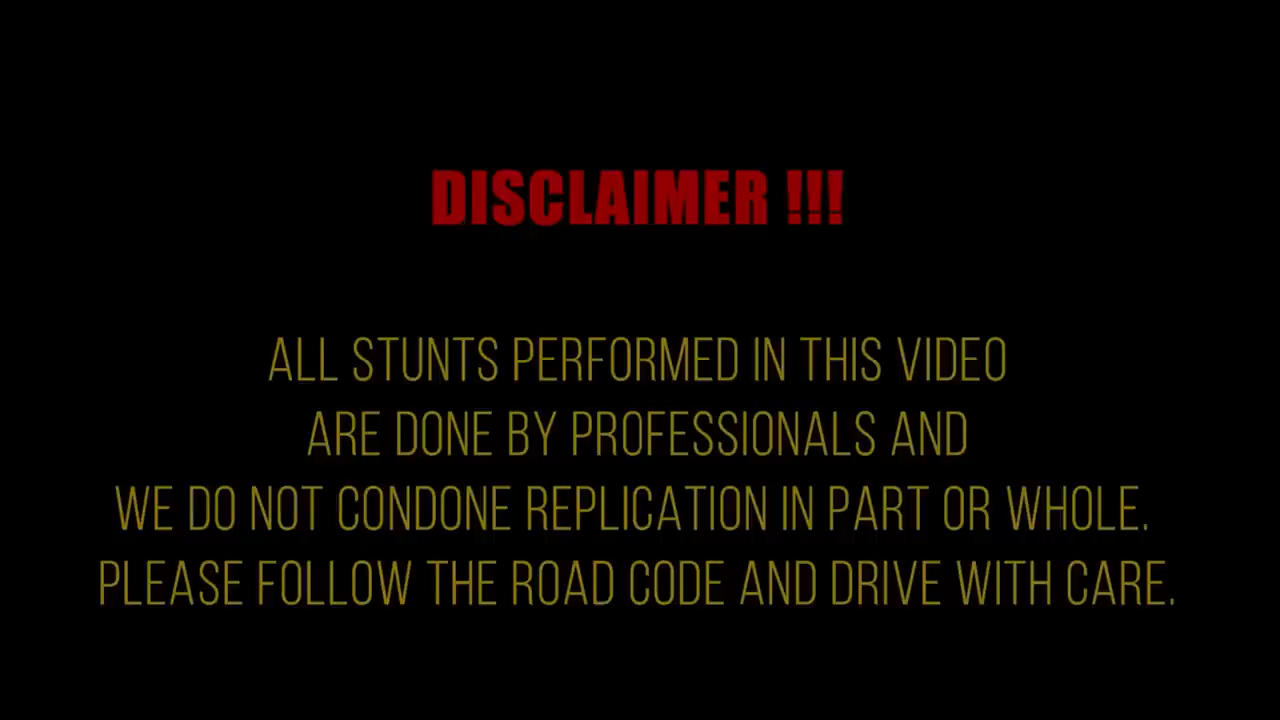 DISCLAIMER !!!
ALL STUNTS PERFORMED IN THIS VIDEO
ARE DONE BY PROFESSIONALS AND
WE DO NOT CONDONE REPLICATION IN PART OR WHOLE.
PLEASE FOLLOW THE ROAD CODE AND DRIVE WITH CARE.